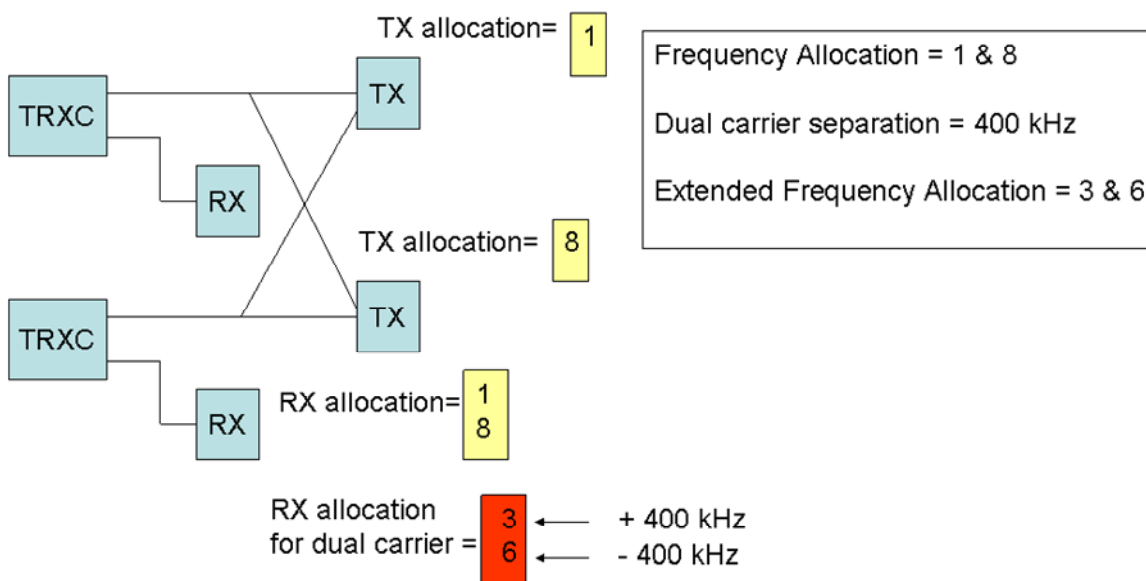 TX allocation= 1
TRXC
TX
RX
TX allocation= 8
TRXC
TX
RX
RX allocation= 1
8
RX allocation
for dual carrier =
3
6
+ 400 kHz
- 400 kHz
Frequency Allocation = 1 & 8
Dual carrier separation = 400 kHz
Extended Frequency Allocation = 3 & 6